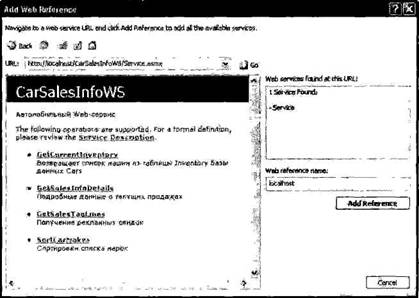 Add Web Reference
Navigate to a web service URL and click Add Reference to add all the available services.
Back
URL: http://localhost/CarSalesInfoWS/Service.asmx
Go
CarSalesInfoWS
Автомобильный Web-сервис
The following operations are supported. For a formal definition, please review the Service Description.
GetCurrentInventory
Возвращает список машин из таблицы Inventory базы
данных Cars
GetSalesInfoDetails
Подробные данные о текущих продажах
GetSalesTagLines
Получение рекламных
Сортировки списка марок
Web services found at this URL:
1 Service Found:
- Service
Web reference name:
localhost
Add Reference
Cancel